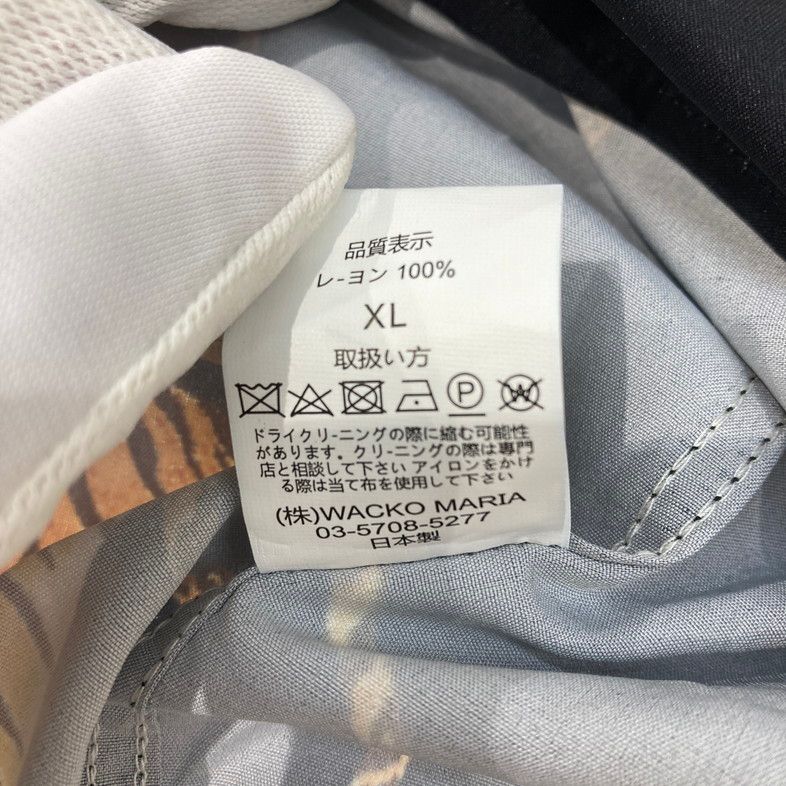 品質表示
レ-ヨン 100%
XL
取扱い方
P W
ドライクリ-ニングの際に縮む可能性
があります。クリ-ニングの際は専門
店と相談して下さい アイロンをかけ
る際は当て布を使用して下さい
(株)WACKO MARIA
03-5708-5277
日本製